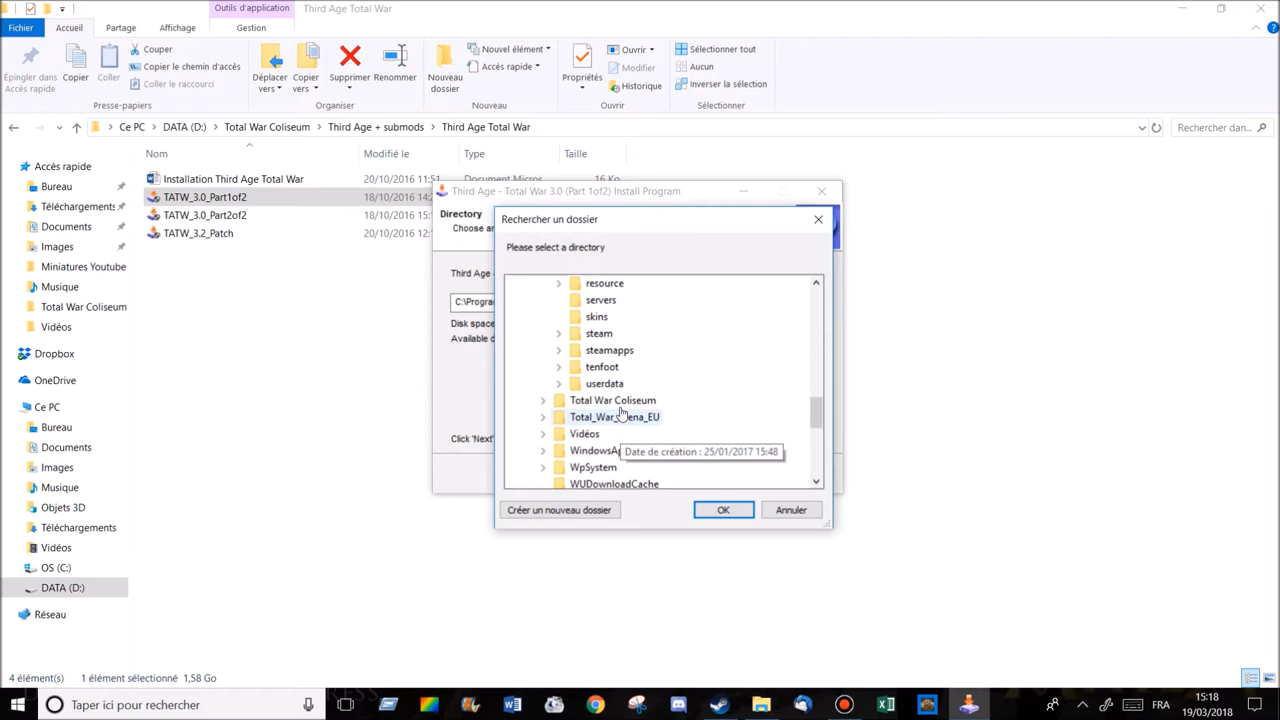 Outils d'application
Third Age Total War
Fichier
Accueil
Partage
Affichage
Gestion
Épingler dans
Accès rapide
Copier
Coller
Couper
Copier le chemin d'accès
Coller le raccourci
Presse-papiers
Déplacer
vers
Copier
vers
Supprimer
Renommer
Organiser
Nouveau
dossier
Nouvel élément
Accès rapide
Nouveau
Propriétés
Ouvrir
Modifier
Historique
Ouvrir
Sélectionner tout
Aucun
Inverser la sélection
Sélectionner
Ce PC
DATA (D:)
Total War Coliseum
Third Age + submods
Third Age Total War
Rechercher dan...
Nom
Modifié le
Type
Taille
Accès rapide
Bureau
Téléchargements
Documents
Images
Miniatures Youtube
Musique
Total War Coliseum
Vidéos
Dropbox
OneDrive
Ce PC
Bureau
Documents
Images
Musique
Objets 3D
Téléchargements
Vidéos
OS (C:)
DATA (D:)
Réseau
Installation Third Age Total War 20/10/2016 11:51 Document Micros... 16 Ko
TATW_3.0_Part1of2 18/10/2016 14:2
TATW_3.0_Part2of2 18/10/2016 15:
TATW_3.2_Patch 20/10/2016 12:
Third Age - Total War 3.0 (Part 1of2) Install Program
Directory
Choose an
Third Age -
C:\Progra
Disk space
Available d
Click 'Next'
Rechercher un dossier
Please select a directory
resource
servers
skins
steam
steamapps
tenfoot
userdata
Total War Coliseum
Total_War_ ena_EU
Vidéos
WindowsAp
Date de création : 25/01/2017 15:48
WpSystem
WUDownloadCache
Créer un nouveau dossier
OK
Annuler
4 élément(s)
1 élément sélectionné 1,58 Go
Taper ici pour rechercher
FRA
15:18
19/03/2018